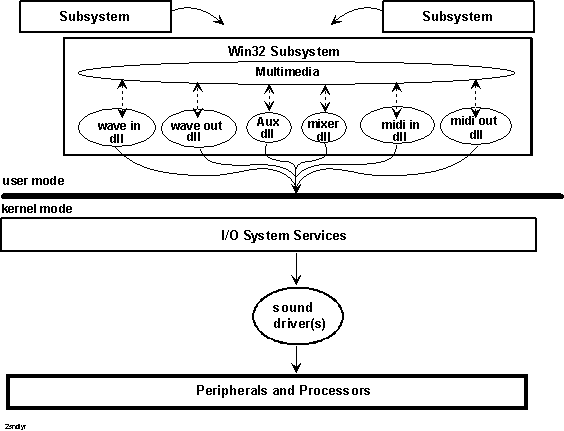 Subsystem
Subsystem
Win32 Subsystem
Multimedia
wave in
dll
wave out
dll
Aux
dll
mixer
dll
midi in
dll
midi out
dll
user mode
kernel mode
I/O System Services
sound
driver(s)
Peripherals and Processors
2sndlyr